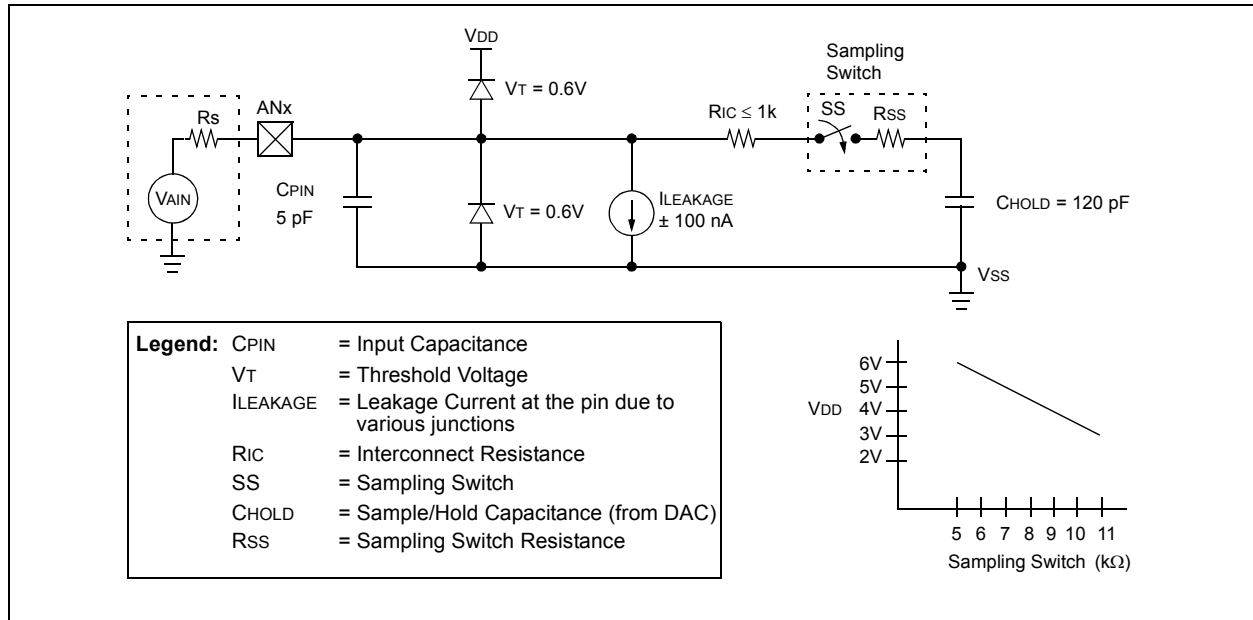 VDD
Sampling
Switch
VT = 0.6V
RIC ≤ 1k
SS
RSS
Rs
ANx
VAIN
CPIN
5 pF
VT = 0.6V
ILEAKAGE
± 100 nA
CHOLD = 120 pF
VSS
Legend: CPIN = Input Capacitance
VT = Threshold Voltage
ILEAKAGE = Leakage Current at the pin due to
various junctions
RIC = Interconnect Resistance
SS = Sampling Switch
CHOLD = Sample/Hold Capacitance (from DAC)
RSS = Sampling Switch Resistance
6V
5V
VDD 4V
3V
2V
5 6 7 8 9 10 11
Sampling Switch (kΩ)